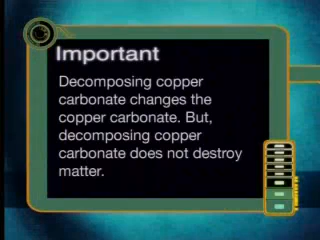 Important
Decomposing copper
carbonate changes the
copper carbonate. But,
decomposing copper
carbonate does not destroy
matter.